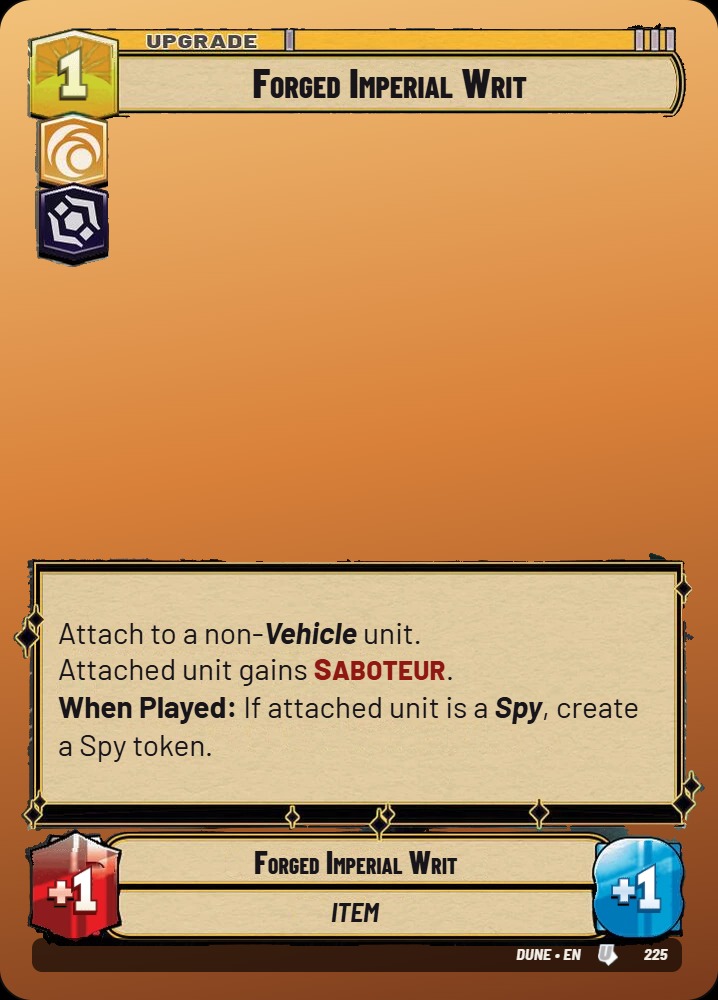 UPGRADE
1
Forged Imperial Writ
Attach to a non-Vehicle unit.
Attached unit gains SABOTEUR.
When Played: If attached unit is a Spy, create
a Spy token.
Forged Imperial Writ
+1
+1
ITEM
DUNE • EN U 225